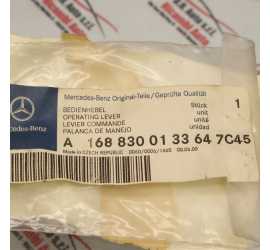 Mercedes-Benz Original-Teile/Geprüfte Qualität
BEDIENHEBEL
OPERATING LEVER
LEVIER COMMANDE
PALANCA DE MANEJO
Stück
unit
unité
unidad
1
Mercedes-Benz
A 168 830 01 33 64 7C45
Made in CZECH REPUBLIC